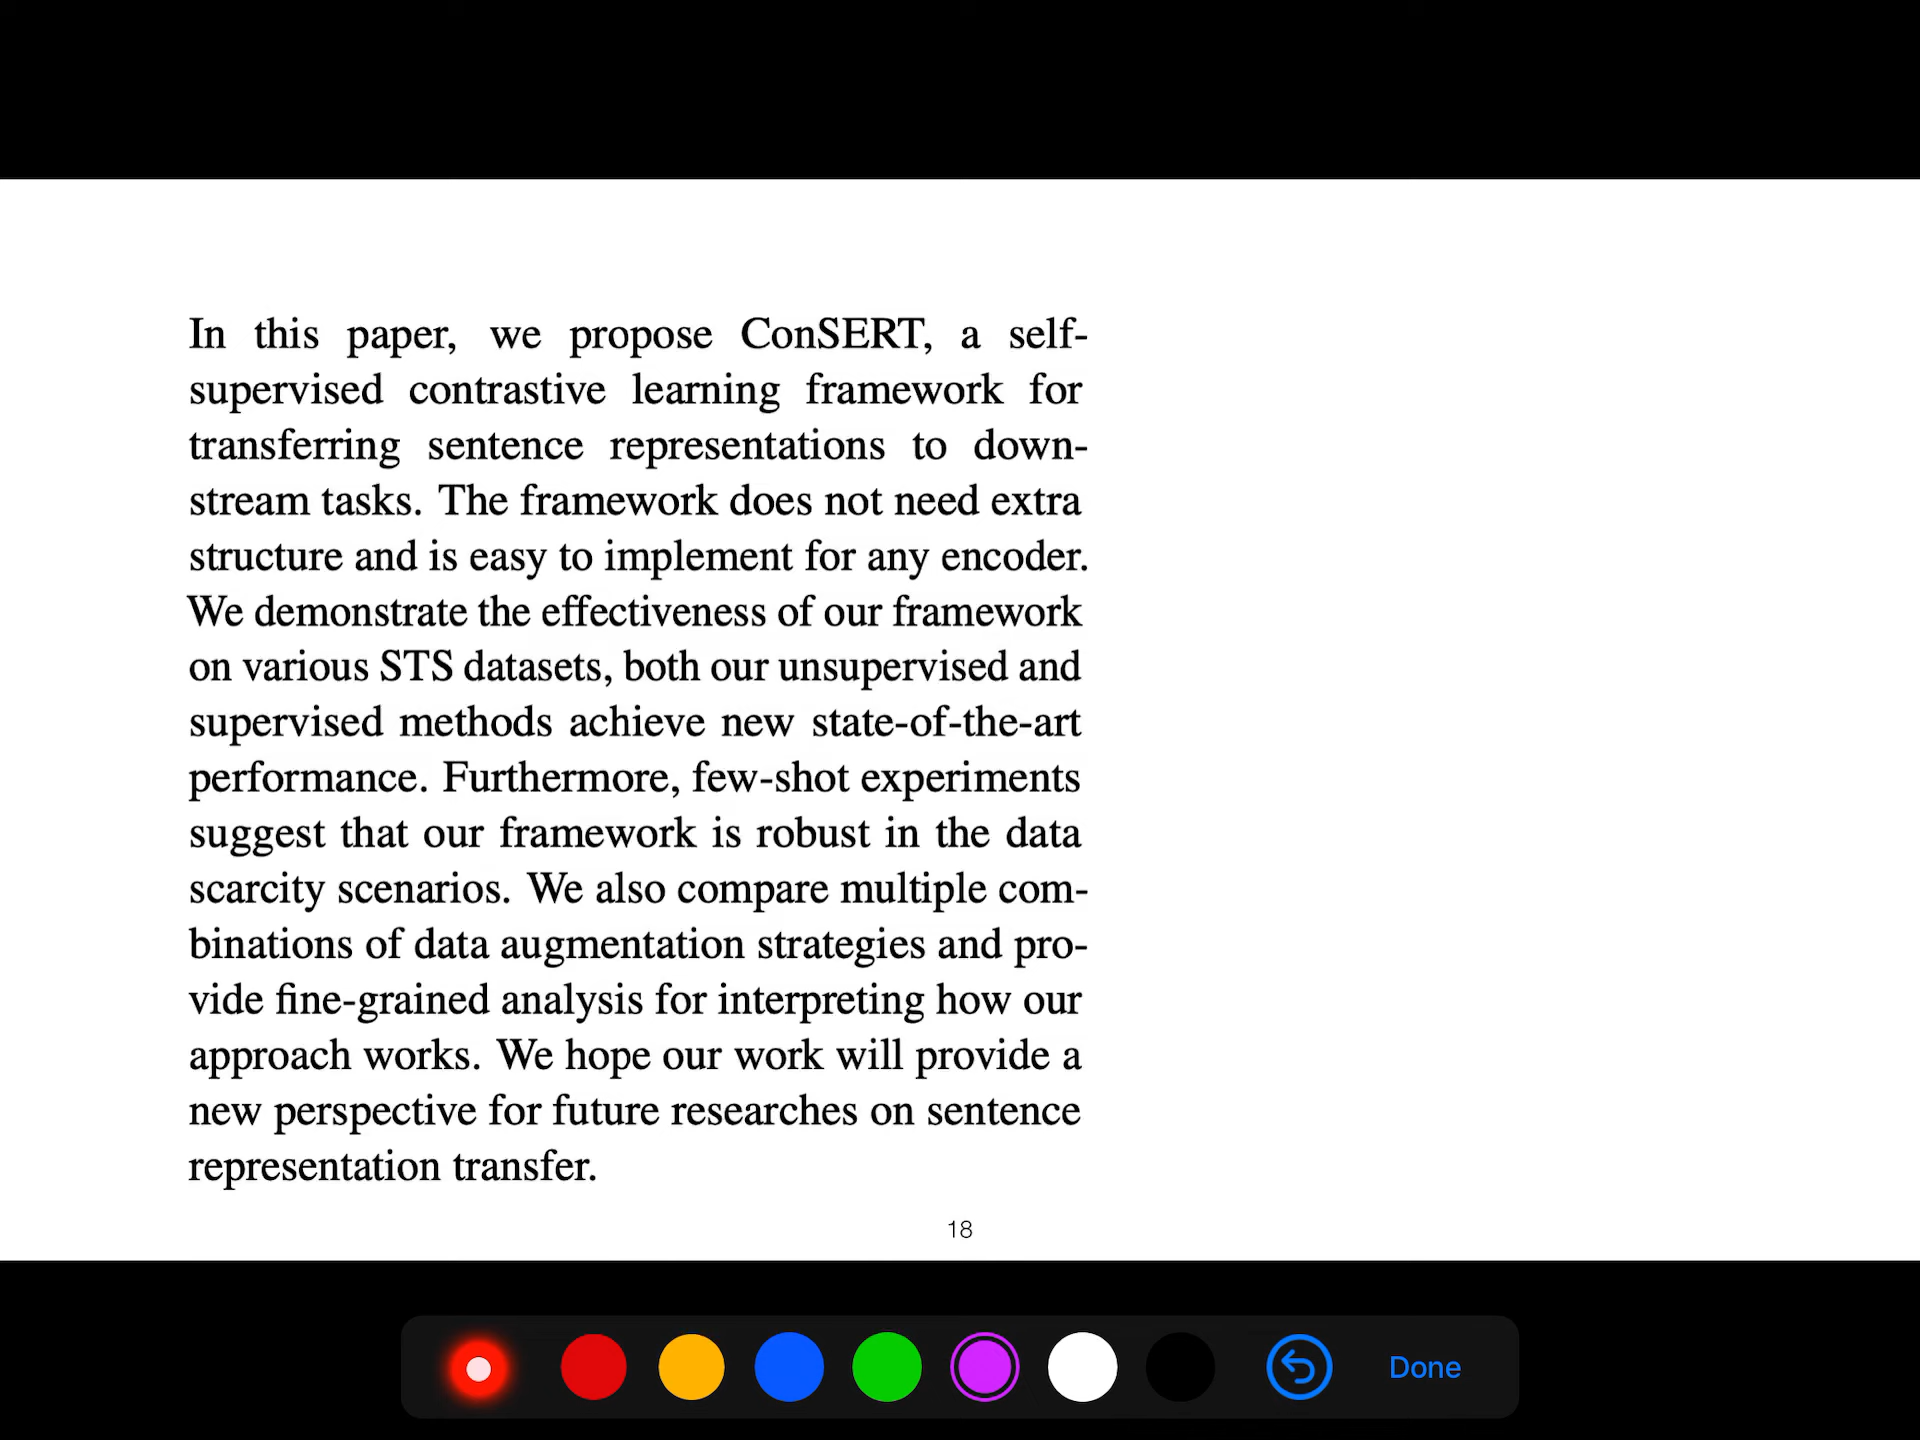 In this paper, we propose ConSERT, a self-
supervised contrastive learning framework for
transferring sentence representations to down-
stream tasks. The framework does not need extra
structure and is easy to implement for any encoder.
We demonstrate the effectiveness of our framework
on various STS datasets, both our unsupervised and
supervised methods achieve new state-of-the-art
performance. Furthermore, few-shot experiments
suggest that our framework is robust in the data
scarcity scenarios. We also compare multiple com-
binations of data augmentation strategies and pro-
vide fine-grained analysis for interpreting how our
approach works. We hope our work will provide a
new perspective for future researches on sentence
representation transfer.
18
Done